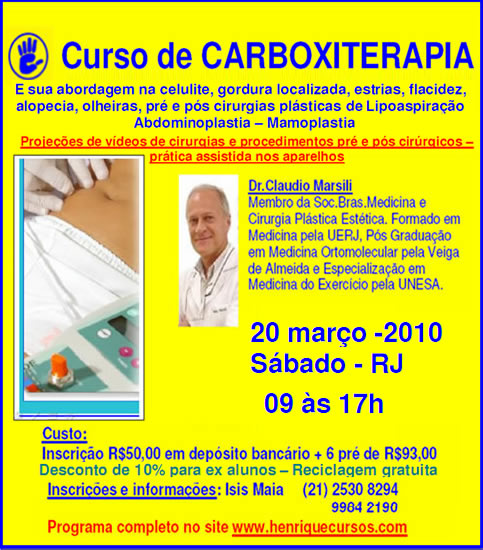 Curso de CARBOXITERAPIA
E sua abordagem na celulite, gordura localizada, estrias, flacidez,
alopecia, olheiras, pré e pós cirurgias plásticas de Lipoaspiração
Abdominoplastia – Mamoplastia
Projeções de vídeos de cirurgias e procedimentos pré e pós cirúrgicos –
prática assistida nos aparelhos
Dr.Claudio Marsili
Membro da Soc.Bras.Medicina e
Cirurgia Plástica Estética. Formado em
Medicina pela UERJ, Pós Graduação
em Medicina Ortomolecular pela Veiga
de Almeida e Especialização em
Medicina do Exercício pela UNESA.
20 março -2010
Sábado - RJ
09 às 17h
Custo:
Inscrição R$50,00 em depósito bancário + 6 pré de R$93,00
Desconto de 10% para ex alunos – Reciclagem gratuita
Inscrições e informações: Isis Maia (21) 2530 8294
9984 2190
Programa completo no site www.henriquecursos.com